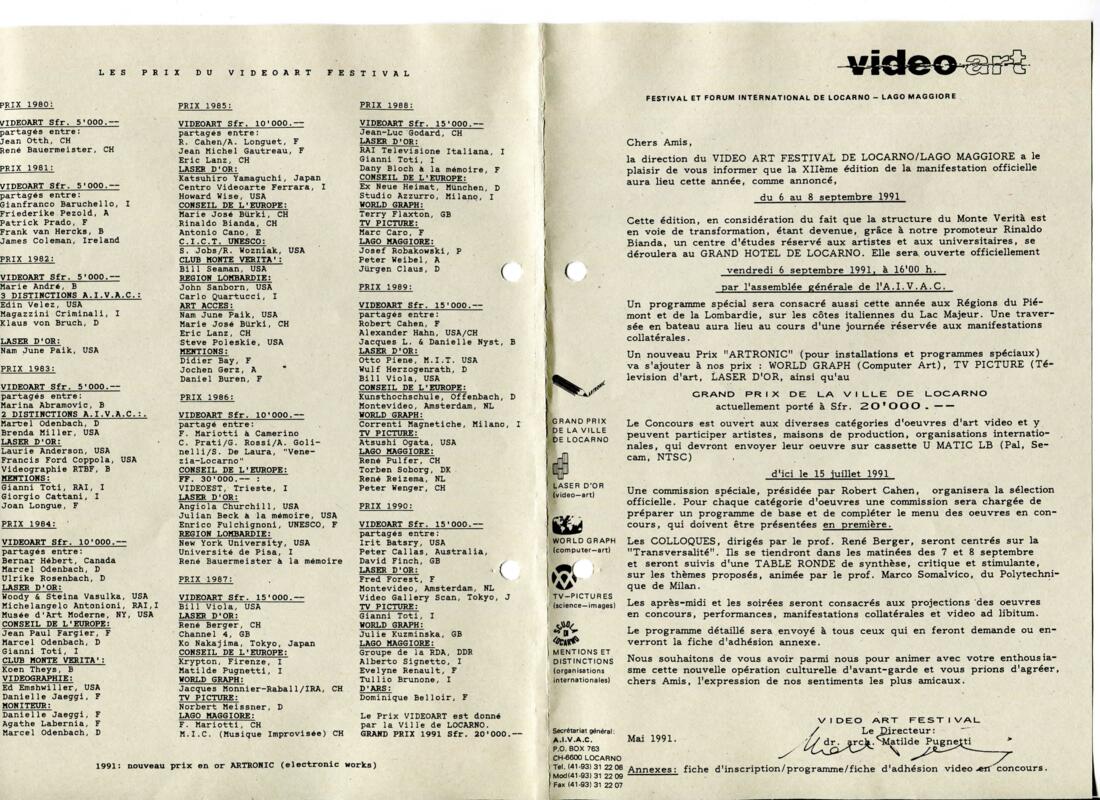 LES PRIX DU VIDEOART FESTIVAL
PRIX 1980:
VIDEOART Sfr. 5'000.--
partagés entre:
Jean Otth, CH
René Bauermeister, CH
PRIX 1981:
VIDEOART Sfr. 5'000.--
partagés entre:
Gianfranco Baruchello, I
Friederike Pezold, A
Patrick Prado, F
Frank van Hercks, B
James Coleman, Ireland
PRIX 1982:
VIDEOART Sfr. 5'000.--
Marie André, B
3 DISTINCTIONS A.I.V.A.C.:
Edin Velez, USA
Magazzini Criminali, I
Klaus von Bruch, D
LASER D'OR:
Nam June Paik, USA
PRIX 1983:
VIDEOART Sfr. 5'000.--
partagés entre:
Marina Abramovic, B
2 DISTINCTIONS A.I.V.A.C.:.
Martel Odenbach, D
Brenda Miller, USA
LASER D'OR:
Laurie Anderson, USA
Francis Ford Coppola, USA
Videographie RTBF, B
MENTIONS:
Gianni Toti, RAI, I
Giorgio Cattani, I
Joan Longue, F
PRIX 1984:
VIDEOART Sfr. 10'000.--
partagés entre:
Bernar Hébert, Canada
Marcel Odenbach, D
Ulrike Rosenbach, D
LASER D'OR:
Woody & Steina Vasulka, USA
Michelangelo Antonioni, RAI,I
Musée d'Art Moderne, NY, USA
CONSEIL DE L'EUROPE:
Jean Paul Fargier, F
Marcel Odenbach, D
Gianni Toti, I
CLUB MONTE VERITA':
Koen Theys, B
VIDEOGRAPHIE:
Ed Emshwiller, USA
Danielle Jaeggi, F
MONITEUR:
Danielle Jaeggi, F
Agathe Labernia, F
Marcel Odenbach, D
PRIX 1985:
VIDEOART Sfr. 10'000.--
partagés entre:
R. Cahen/A. Longuet, F
Jean Michel Gautreau, F
Eric Lanz, CH
LASER D'OR:
Katsuhiro Yamaguchi, Japan
Centro Videoarte Ferrara, I
Howard Wise, USA
CONSEIL DE L'EUROPE:
Marie José Bürki, CH
Rinaldo Bianda, CH
Antonio Cano, E
C.I.C.T. UNESCO:
S. Jobs/R. Wozniak, USA
CLUB MONTE VERITA':
Bill Seaman, USA
REGION LOMBARDIE:
John Sanborn, USA
Carlo Quartucci, I
ART ACCES:
Nam June Paik, USA
Marie José Bürki, CH
Eric Lanz, CH
Steve Poleskie, USA
MENTIONS:
Didier Bay, F
Jochen Gerz, A
Daniel Buren, F
PRIX 1986:
VIDEOART Sfr. 10'000.--
partagé entre:
F. Mariotti à Camerino
C. Prati/G. Rossi/A. Goli-
nelli/S. De Laura, "Vene-
zia-Locarno"
CONSEIL DE L'EUROPE:
FF. 30'000.-- :
VIDEOEST, Trieste, I
LASER D'OR:
Angiola Churchill, USA
Julian Beck à la mémoire, USA
Enrico Fulchignoni, UNESCO, F
REGION LOMBARDIE:
New York University, USA
Université de Pisa, I
René Bauermeister à la mémoire
PRIX 1987:
VIDEOART Sfr. 15'000.--
Bill Viola, USA
LASER D'OR:
René Berger, CH
Channel 4, GB
Ko Nakajima, Tokyo, Japan
CONSEIL DE L'EUROPE:
Krypton, Firenze, I
Matilde Pugnetti, I
WORLD GRAPH:
Jacques Monnier-Raball/IRA, CH
TV PICTURE:
Norbert Meissner, D
LAGO MAGGIORE:
F. Mariotti, CH
M.I.C. (Musique Improvisée) CH
PRIX 1988:
VIDEOART Sfr. 15'000.--
Jean-Luc Godard, CH
LASER D'OR:
RAI Televisione Italiana, I
Gianni Toti, I
Dany Bloch à la mémoire, F
CONSEIL DE L'EUROPE:
Ex Neue Heimat, München, D
Studio Azzurro, Milano, I
WORLD GRAPH:
Terry Flaxton, GB
TV PICTURE:
Marc Caro, F
LAGO MAGGIORE:
Josef Robakowski, P
Peter Weibel, A
Jürgen Claus, D
PRIX 1989:
VIDEOART Sfr. 15'000.--
partagés entre:
Robert Cahen, F
Alexander Hahn, USA/CH
Jacques L. & Danielle Nyst, B
LASER D'OR:
Otto Piene, M.I.T. USA
Wulf Herzogenrath, D
Bill Viola, USA
CONSEIL DE L'EUROPE:
Kunsthochschule, Offenbach, D
Montevideo, Amsterdam, NL
WORLD GRAPH:
Correnti Magnetiche, Milano, I
TV PICTURE:
Atsushi Ogata, USA
LAGO MAGGIORE:
René Pulfer, CH
Torben Soborg, DK
René Reizema, NL
Peter Wenger, CH
PRIX 1990:
VIDEOART Sfr. 15'000.--
partagés entre:
Irit Batsry, USA
Peter Callas, Australia,
David Finch, GB
LASER D'OR:
Fred Forest, F
Montevideo, Amsterdam, NL
Video Gallery Scan, Tokyo, J
TV PICTURE:
Gianni Toti, I
WORLD GRAPH:
Julie Kuzminska, GB
LAGO MAGGIORE:
Groupe de la RDA, DDR
Alberto Signetto, I
Evelyne Renault, F
Tullio Brunone, I
D'ARS:
Dominique Belloir, F
Le Prix VIDEOART est donné
par la Ville de LOCARNO.
GRAND PRIX 1991 Sfr. 20'000.--
1991: nouveau prix en or ARTRONIC (electronic works)
video art
FESTIVAL ET FORUM INTERNATIONAL DE LOCARNO – LAGO MAGGIORE
Chers Amis,
la direction du VIDEO ART FESTIVAL DE LOCARNO/LAGO MAGGIORE a le
plaisir de vous informer que la XIIème édition de la manifestation officielle
aura lieu cette année, comme annoncé,
du 6 au 8 septembre 1991
Cette édition, en considération du fait que la structure du Monte Verità est
en voie de transformation, étant devenue, grâce à notre promoteur Rinaldo
Bianda, un centre d'études réservé aux artistes et aux universitaires, se
déroulera au GRAND HOTEL DE LOCARNO. Elle sera ouverte officiellement
vendredi 6 septembre 1991, à 16'00 h.
par l'assemblée générale de l'A.I.V.A.C.
Un programme spécial sera consacré aussi cette année aux Régions du Pié-
mont et de la Lombardie, sur les côtes italiennes du Lac Majeur. Une traver-
sée en bateau aura lieu au cours d'une journée réservée aux manifestations
collatérales.
Un nouveau Prix "ARTRONIC" (pour installations et programmes spéciaux)
va s'ajouter à nos prix : WORLD GRAPH (Computer Art), TV PICTURE (Té-
levision d'art, LASER D'OR, ainsi qu'au
GRAND PRIX DE LA VILLE DE LOCARNO
actuellement porté à Sfr. 20'000.--
Le Concours est ouvert aux diverses catégories d'oeuvres d'art video et y
peuvent participer artistes, maisons de production, organisations internatio-
nales, qui devront envoyer leur oeuvre sur cassette U MATIC LB (Pal, Se-
cam, NTSC)
d'ici le 15 juillet 1991
Une commission spéciale, présidée par Robert Cahen, organisera la sélection
officielle. Pour chaque catégorie d'oeuvres une commission sera chargée de
préparer un programme de base et de compléter le menu des oeuvres en con-
cours, qui doivent être présentées en première.
Les COLLOQUES, dirigés par le prof. René Berger, seront centrés sur la
"Transversalité". Ils se tiendront dans les matinées des 7 et 8 septembre
et seront suivis d'une TABLE RONDE de synthèse, critique et stimulante,
sur les thèmes proposés, animée par le prof. Marco Somalvico, du Polytechni-
que de Milan.
Les après-midi et les soirées seront consacrés aux projections des oeuvres
en concours, performances, manifestations collatérales et video ad libitum.
Le programme détaillé sera envoyé à tous ceux qui en feront demande ou en-
verront la fiche d'adhésion annexe.
Nous souhaitons de vous avoir parmi nous pour animer avec votre enthousia-
sme cette nouvelle opération culturelle d'avant-garde et vous prions d'agréer,
chers Amis, l'expression de nos sentiments les plus amicaux.
VIDEO ART FESTIVAL
Le Directeur:
Mai 1991.
dr. arch. Matilde Pugnetti
Annexes: fiche d'inscription/programme/fiche d'adhésion video en concours.
GRAND PRIX
DE LA VILLE
DE LOCARNO
LASER D'OR
(video–art)
WORLD GRAPH
(computer–art)
TV–PICTURES
(science–images)
MENTIONS ET
DISTINCTIONS
(organisations
internationales)
Secrétariat général:
A.I.V.A.C.
P.O. BOX 763
CH-6600 LOCARNO
Tel. (41-93) 31 22 08
Mod(41-93) 31 22 09
Fax (41-93) 31 22 07